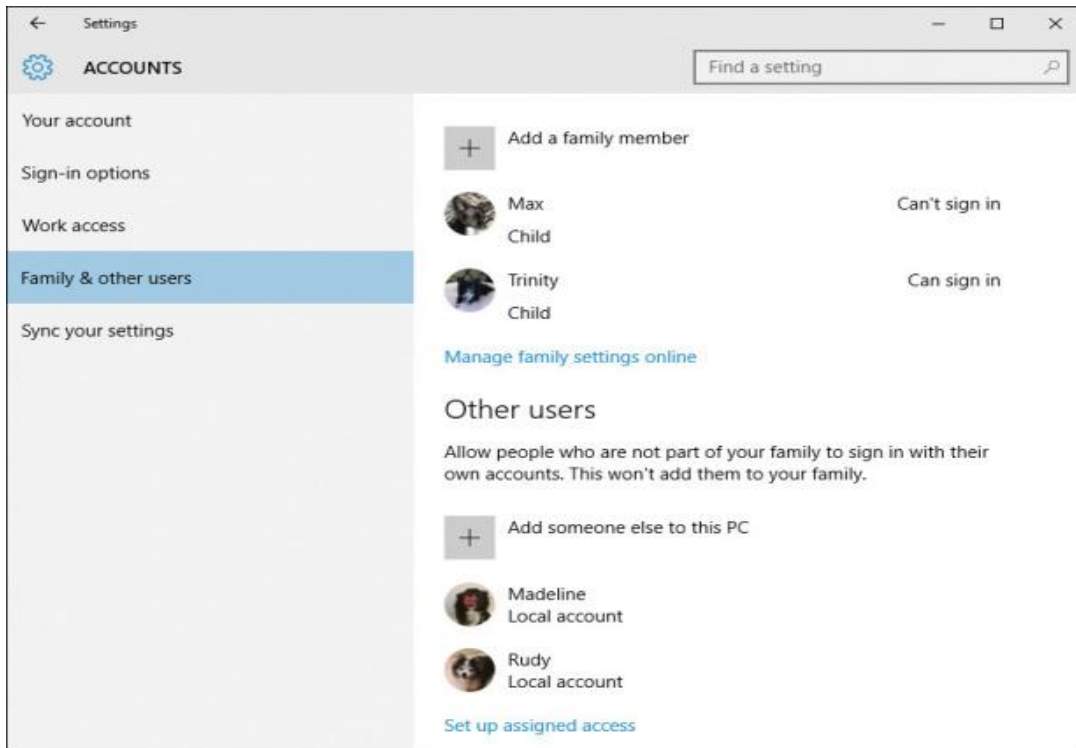 Settings
ACCOUNTS
Find a setting
Your account
Sign-in options
Work access
Family & other users
Sync your settings
Add a family member
Max
Can't sign in
Child
Trinity
Can sign in
Child
Manage family settings online
Other users
Allow people who are not part of your family to sign in with their
own accounts. This won't add them to your family.
Add someone else to this PC
Madeline
Local account
Rudy
Local account
Set up assigned access